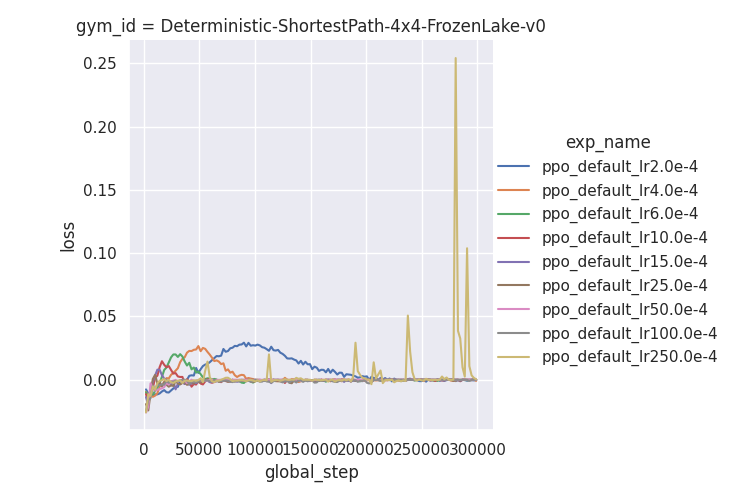 gym_id = Deterministic-ShortestPath-4x4-FrozenLake-v0
0.25
0.20
0.15
0.10
0.05
0.00
loss
0 50000 100000 150000 200000 250000 300000
global_step
exp_name
ppo_default_lr2.0e-4
ppo_default_lr4.0e-4
ppo_default_lr6.0e-4
ppo_default_lr10.0e-4
ppo_default_lr15.0e-4
ppo_default_lr25.0e-4
ppo_default_lr50.0e-4
ppo_default_lr100.0e-4
ppo_default_lr250.0e-4